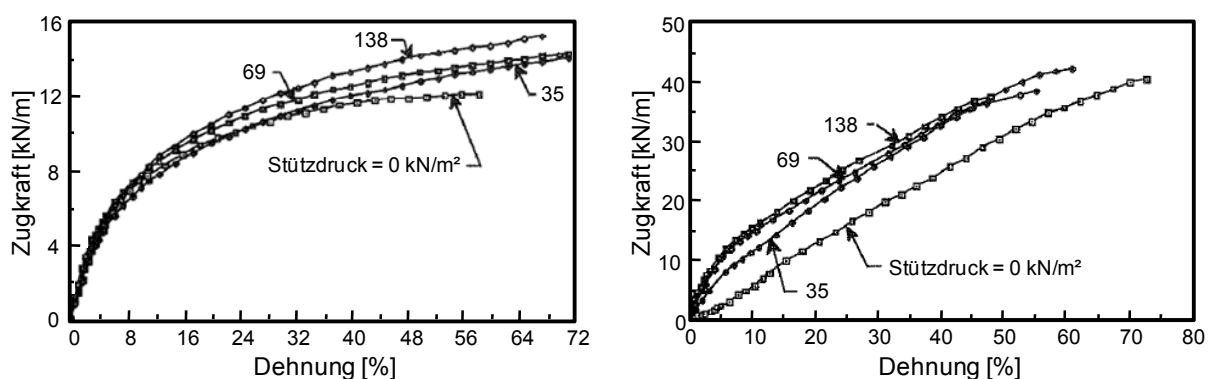 16
12
8
4
0
Zugkraft [kN/m]
138
69
35
Stützdruck = 0 kN/m²
0 8 16 24 32 40 48 56 64 72
Dehnung [%]
50
40
30
20
10
0
Zugkraft [kN/m]
138
69
Stützdruck = 0 kN/m²
35
0 10 20 30 40 50 60 70 80
Dehnung [%]